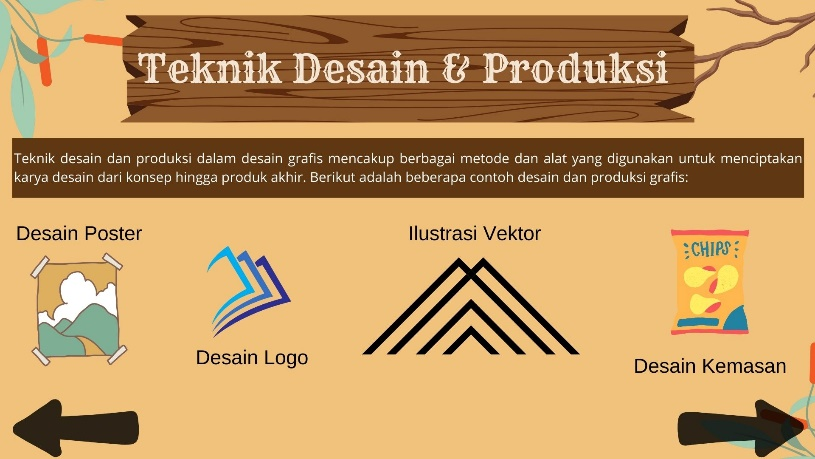 Teknik Desain & Produksi
Teknik desain dan produksi dalam desain grafis mencakup berbagai metode dan alat yang digunakan untuk menciptakan
karya desain dari konsep hingga produk akhir. Berikut adalah beberapa contoh desain dan produksi grafis:
Desain Poster
Ilustrasi Vektor
CHIPS
Desain Logo
Desain Kemasan